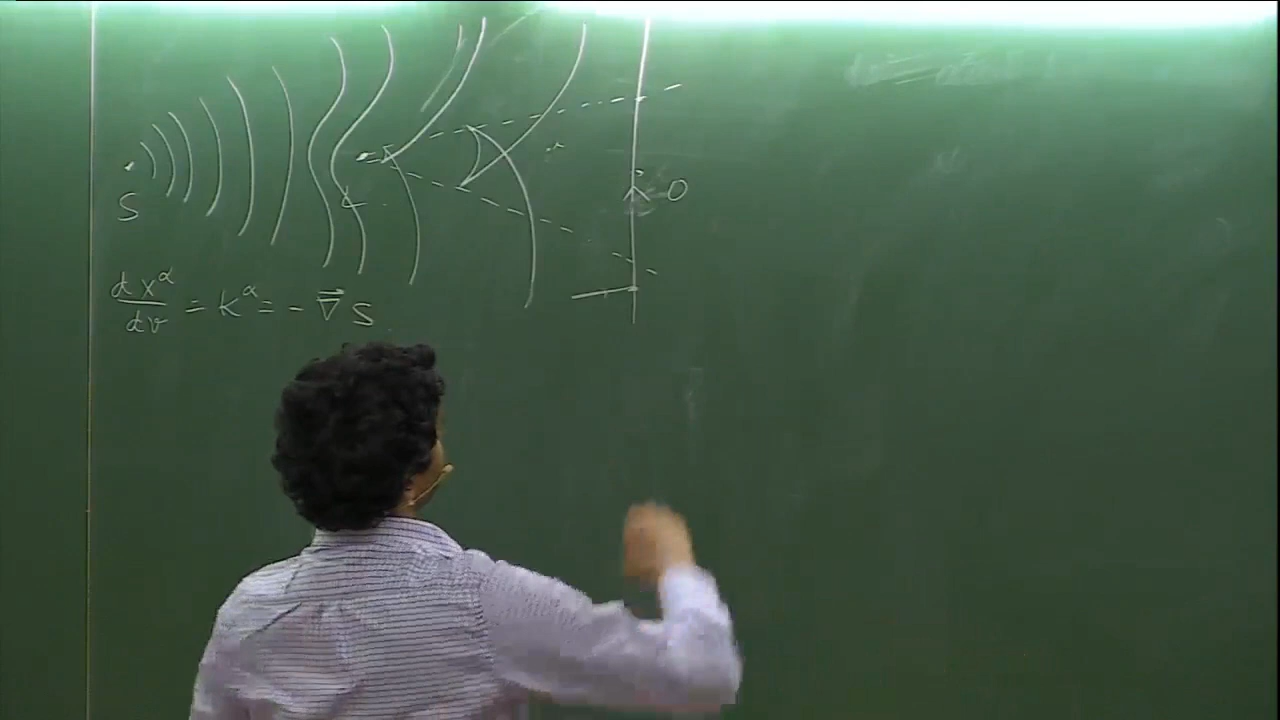 S
L
O
dx^α/dv = k^α = - ∇⃗ S